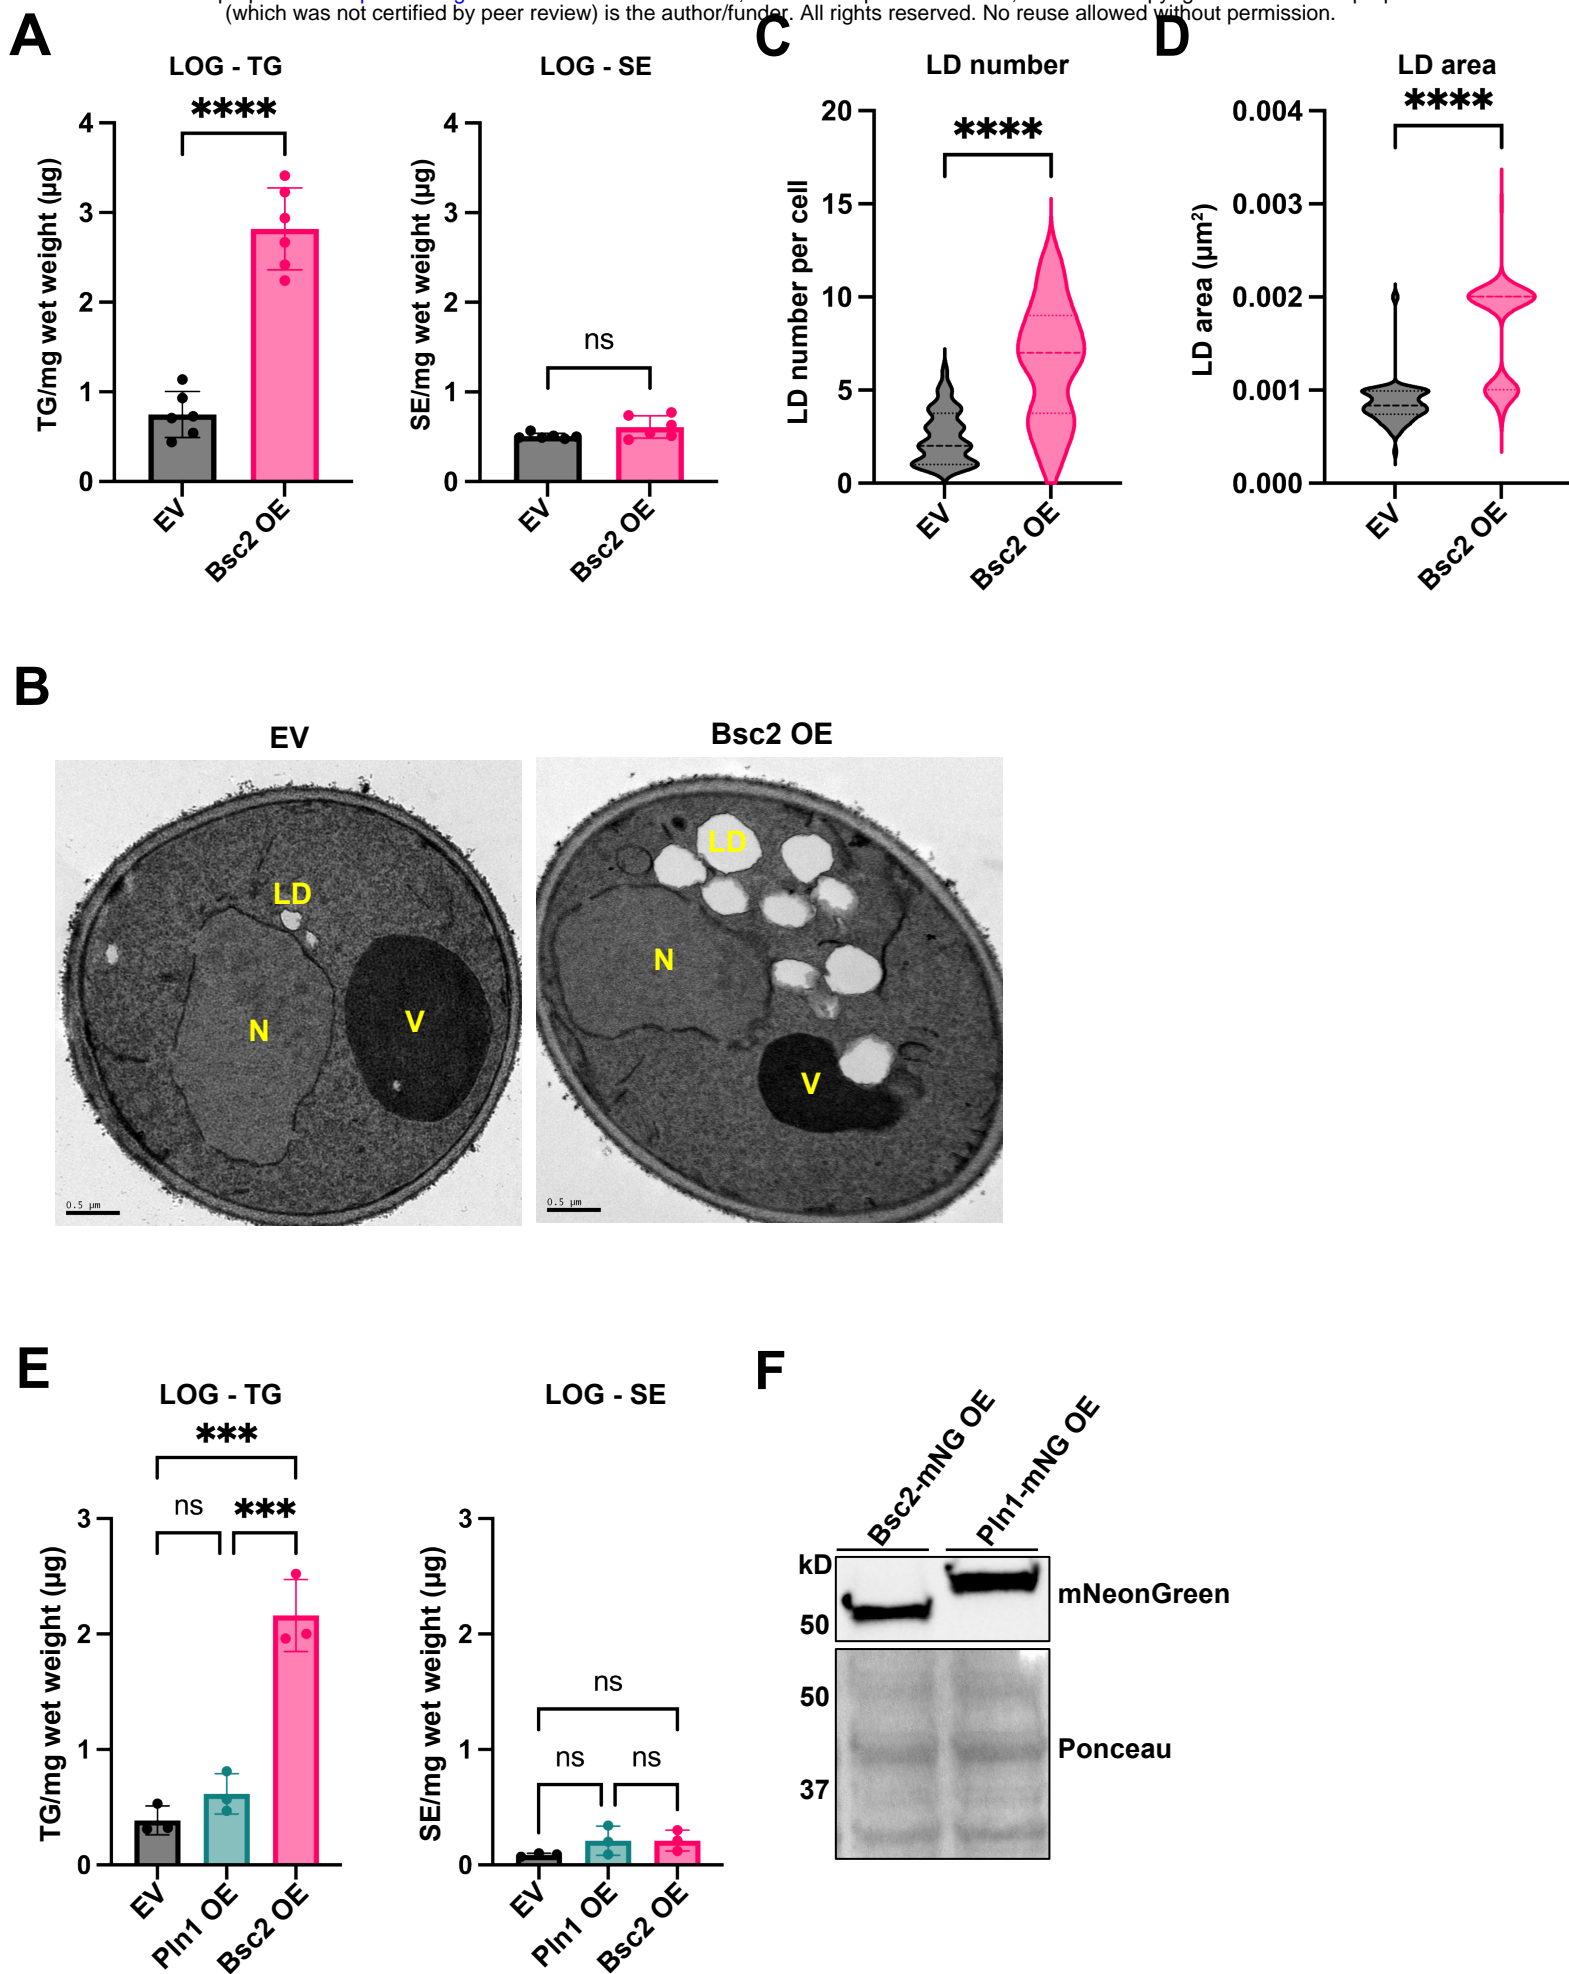 (which was not certified by peer review) is the author/funder. All rights reserved. No reuse allowed without permission.
A
LOG - TG
****
TG/mg wet weight (µg)
4
3
2
1
0
EV
Bsc2 OE
LOG - SE
ns
SE/mg wet weight (µg)
4
3
2
1
0
EV
Bsc2 OE
C
LD number
****
LD number per cell
20
15
10
5
0
EV
Bsc2 OE
D
LD area
****
LD area (µm²)
0.004
0.003
0.002
0.001
0.000
EV
Bsc2 OE
B
EV
LD
N
V
0.5 µm
Bsc2 OE
LD
N
V
0.5 µm
E
LOG - TG
***
ns
***
TG/mg wet weight (µg)
3
2
1
0
EV
Pln1 OE
Bsc2 OE
LOG - SE
ns
ns
ns
SE/mg wet weight (µg)
3
2
1
0
EV
Pln1 OE
Bsc2 OE
F
Bsc2-mNG OE
Pln1-mNG OE
kD
50
mNeonGreen
50
37
Ponceau